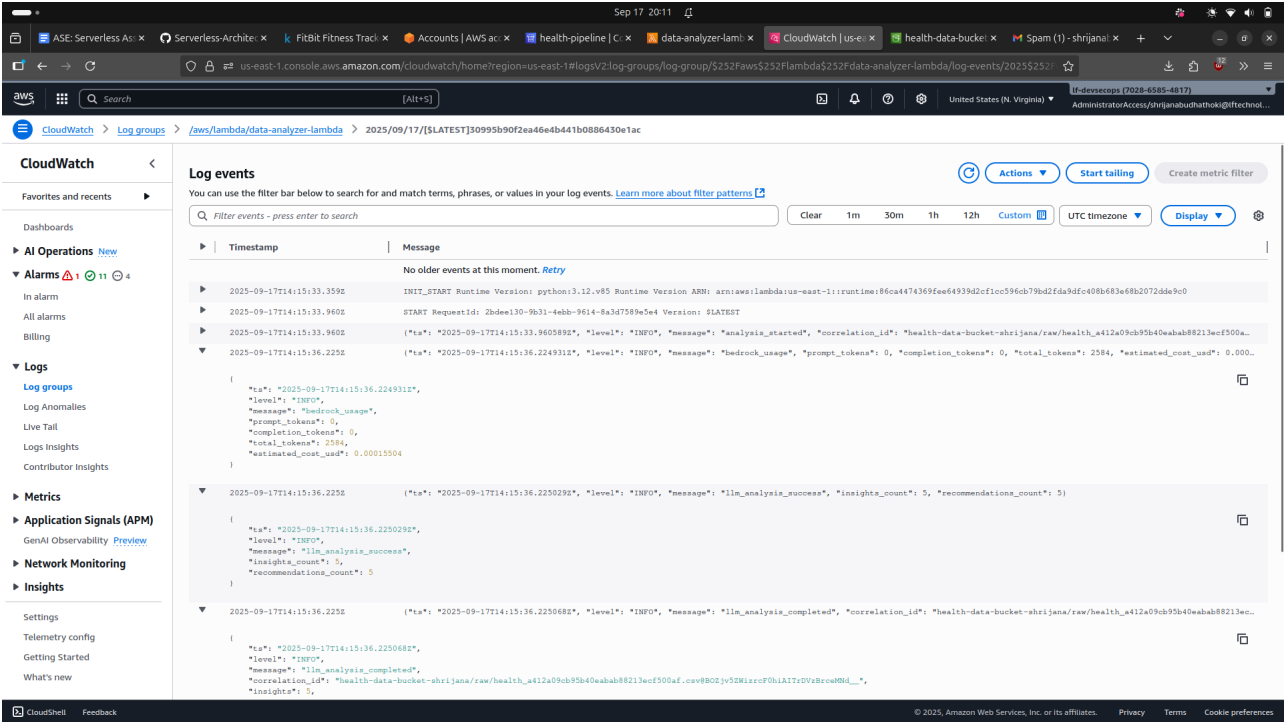 Sep 17 20:11
ASE: Serverless Ass
Serverless-Architec
FitBit Fitness Track
Accounts | AWS acc
health-pipeline | Co
data-analyzer-lamb
CloudWatch | us-ea
health-data-bucket
Spam (1) - shrijanab
us-east-1.console.aws.amazon.com/cloudwatch/home?region=us-east-1#logsV2:log-groups/log-group/$252Faws$252Flambda$252Fdata-analyzer-lambda/log-events/2025$252F
12
aws
Search [Alt+S]
United States (N. Virginia)
lf-devsecops (7028-6585-4817)
AdministratorAccess/shrijanabudhathoki@lftechnol...
CloudWatch > Log groups > /aws/lambda/data-analyzer-lambda > 2025/09/17/[$LATEST]30995b90f2ea46e4b441b0886430e1ac
CloudWatch
Favorites and recents
Dashboards
AI Operations New
Alarms 1 11 4
In alarm
All alarms
Billing
Logs
Log groups
Log Anomalies
Live Tail
Logs Insights
Contributor Insights
Metrics
Application Signals (APM)
GenAI Observability Preview
Network Monitoring
Insights
Settings
Telemetry config
Getting Started
What's new
Log events
Actions
Start tailing
Create metric filter
You can use the filter bar below to search for and match terms, phrases, or values in your log events. Learn more about filter patterns
Filter events - press enter to search
Clear 1m 30m 1h 12h Custom
UTC timezone
Display
Timestamp Message
No older events at this moment. Retry
2025-09-17T14:15:33.359Z INIT_START Runtime Version: python:3.12.v85 Runtime Version ARN: arn:aws:lambda:us-east-1::runtime:86ca4474369fee64939d2cf1cc596cb79bd2fda9dfc408b683e68b2072dde9c0
2025-09-17T14:15:33.960Z START RequestId: 2bdee130-9b31-4ebb-9614-8a3d7589e5e4 Version: $LATEST
2025-09-17T14:15:33.960Z {"ts": "2025-09-17T14:15:33.960589Z", "level": "INFO", "message": "analysis_started", "correlation_id": "health-data-bucket-shrijana/raw/health_a412a09cb95b40eabab88213ecf500a…
2025-09-17T14:15:36.225Z {"ts": "2025-09-17T14:15:36.224931Z", "level": "INFO", "message": "bedrock_usage", "prompt_tokens": 0, "completion_tokens": 0, "total_tokens": 2584, "estimated_cost_usd": 0.000…
{
"ts": "2025-09-17T14:15:36.224931Z",
"level": "INFO",
"message": "bedrock_usage",
"prompt_tokens": 0,
"completion_tokens": 0,
"total_tokens": 2584,
"estimated_cost_usd": 0.00015504
}
2025-09-17T14:15:36.225Z {"ts": "2025-09-17T14:15:36.225029Z", "level": "INFO", "message": "llm_analysis_success", "insights_count": 5, "recommendations_count": 5}
{
"ts": "2025-09-17T14:15:36.225029Z",
"level": "INFO",
"message": "llm_analysis_success",
"insights_count": 5,
"recommendations_count": 5
}
2025-09-17T14:15:36.225Z {"ts": "2025-09-17T14:15:36.225068Z", "level": "INFO", "message": "llm_analysis_completed", "correlation_id": "health-data-bucket-shrijana/raw/health_a412a09cb95b40eabab88213ec…
{
"ts": "2025-09-17T14:15:36.225068Z",
"level": "INFO",
"message": "llm_analysis_completed",
"correlation_id": "health-data-bucket-shrijana/raw/health_a412a09cb95b40eabab88213ecf500af.csv@BOZjv5ZWizrcF0hiAITrDVzBrceMNd__",
"insights": 5,
CloudShell Feedback
© 2025, Amazon Web Services, Inc. or its affiliates. Privacy Terms Cookie preferences